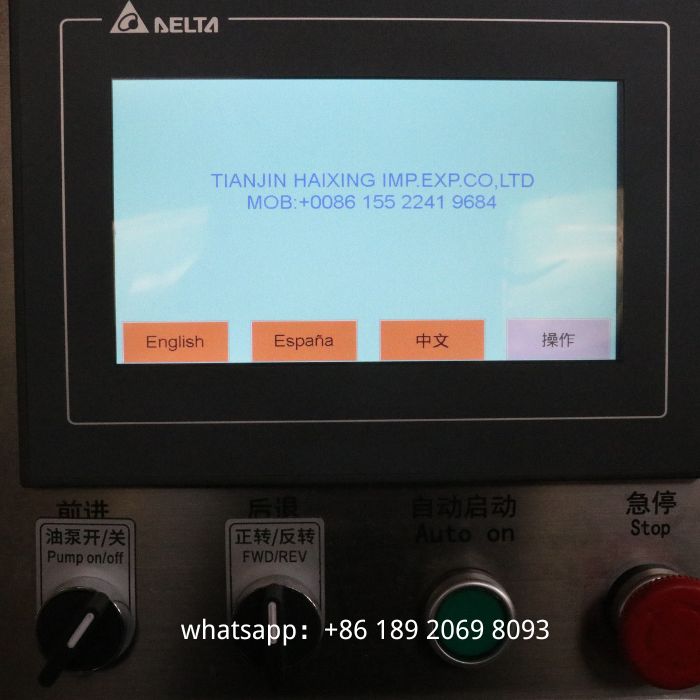 DELTA
TIANJIN HAIXING IMP.EXP.CO,LTD
MOB:+0086 155 2241 9684
English
España
中文
操作
前进
后退
自动启动
急停
油泵开/关
正转/反转
Auto on
Stop
Pump on/off
FWD/REV
whatsapp：+86 189 2069 8093